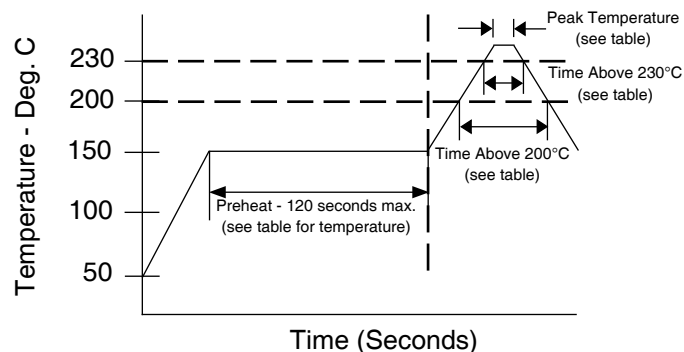 Temperature - Deg. C
230
200
150
100
50
Peak Temperature
(see table)
Time Above 230°C
(see table)
Time Above 200°C
(see table)
Preheat - 120 seconds max.
(see table for temperature)
Time (Seconds)